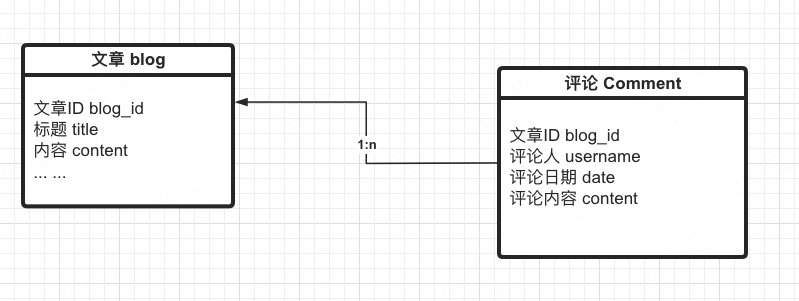 文章 blog
文章ID blog_id
标题 title
内容 content
... ...
1:n
评论 Comment
文章ID blog_id
评论人 username
评论日期 date
评论内容 content